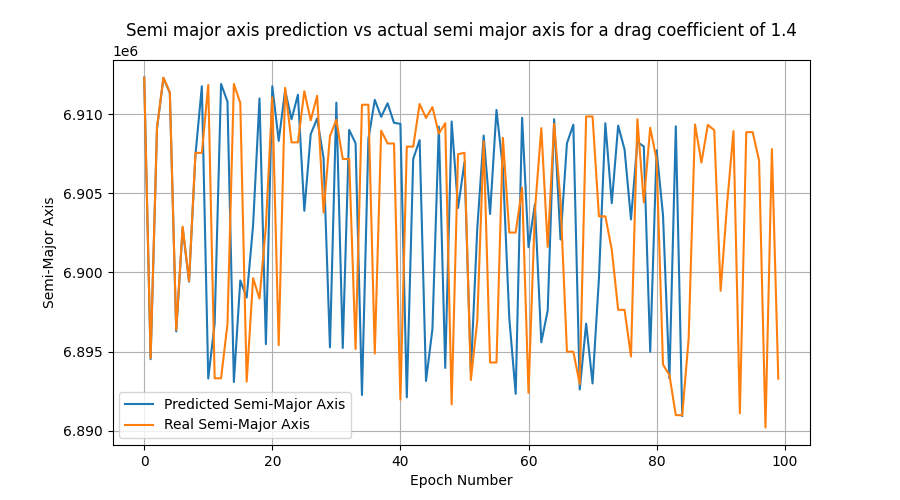 Semi major axis prediction vs actual semi major axis for a drag coefficient of 1.4
1e6
6.910
6.905
6.900
6.895
6.890
Semi-Major Axis
Predicted Semi-Major Axis
Real Semi-Major Axis
0 20 40 60 80 100
Epoch Number